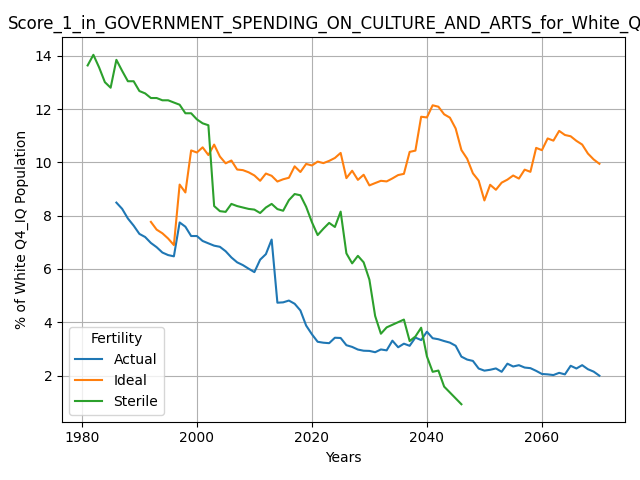 Score_1_in_GOVERNMENT_SPENDING_ON_CULTURE_AND_ARTS_for_White_Q
14
12
10
8
6
4
2
% of White Q4_IQ Population
Fertility
Actual
Ideal
Sterile
1980
2000
2020
2040
2060
Years